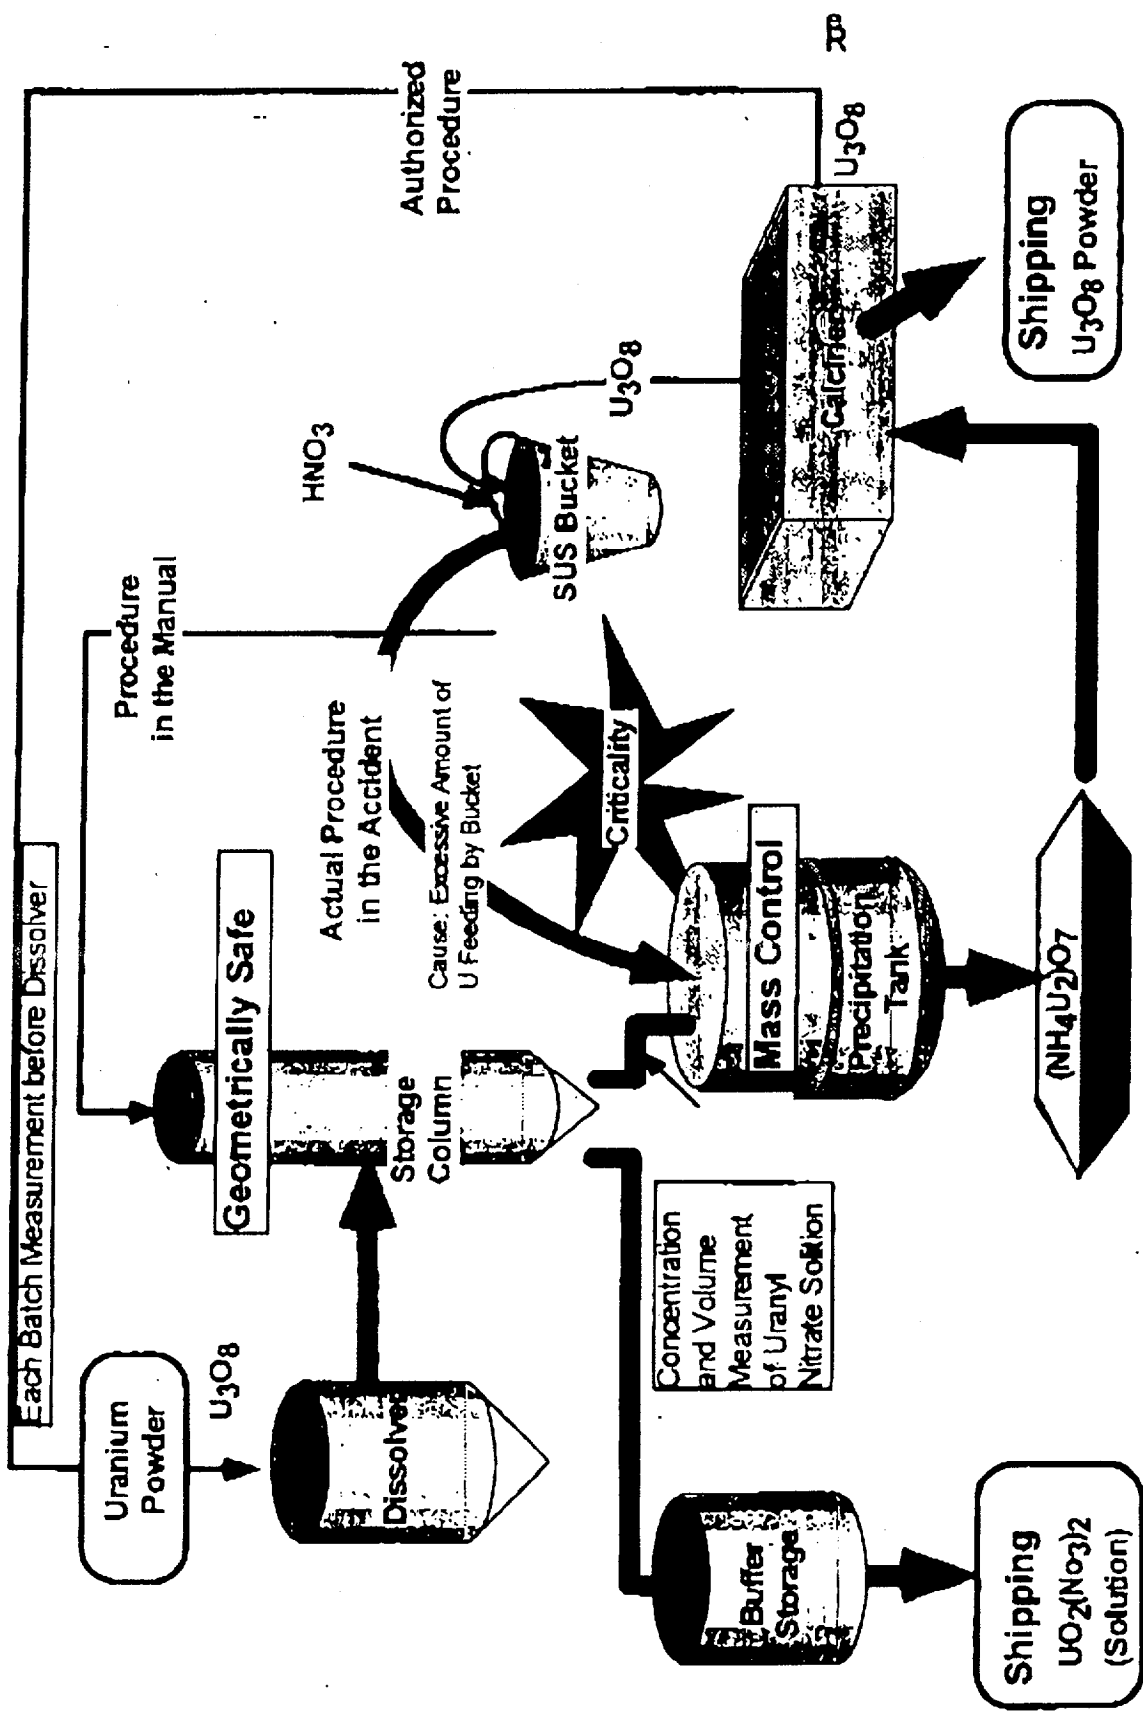 Each Batch Measurement before Dissolver
Uranium
Powder
U3O8
Dissolver
Geometrically Safe
Storage
Column
Procedure
in the Manual
Authorized
Procedure
Actual Procedure
in the Accident
Cause: Excessive Amount of
U Feeding by Bucket
HNO3
SUS Bucket
U3O8
Criticality
Concentration
and Volume
Measurement
of Uranyl
Nitrate Solition
Mass Control
Precipitation
Tank
Calciner
U3O8
Buffer
Storage
Shipping
UO2(No3)2
(Solution)
(NH4U2)O7
Shipping
U3O8 Powder